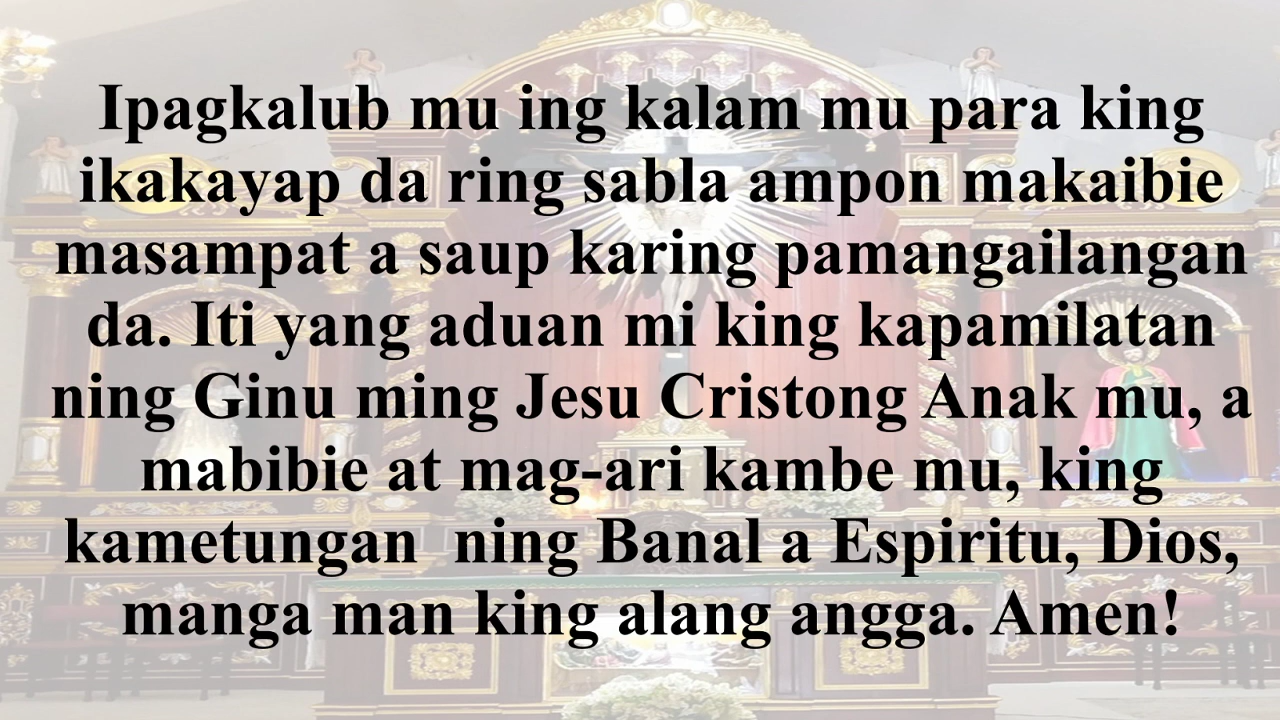 Ipagkalub mu ing kalam mu para king
ikakayap da ring sabla ampon makaibie
masampat a saup karing pamangailangan
da. Iti yang aduan mi king kapamilatan
ning Ginu ming Jesu Cristong Anak mu, a
mabibie at mag-ari kambe mu, king
kametungan  ning Banal a Espiritu, Dios,
manga man king alang angga. Amen!